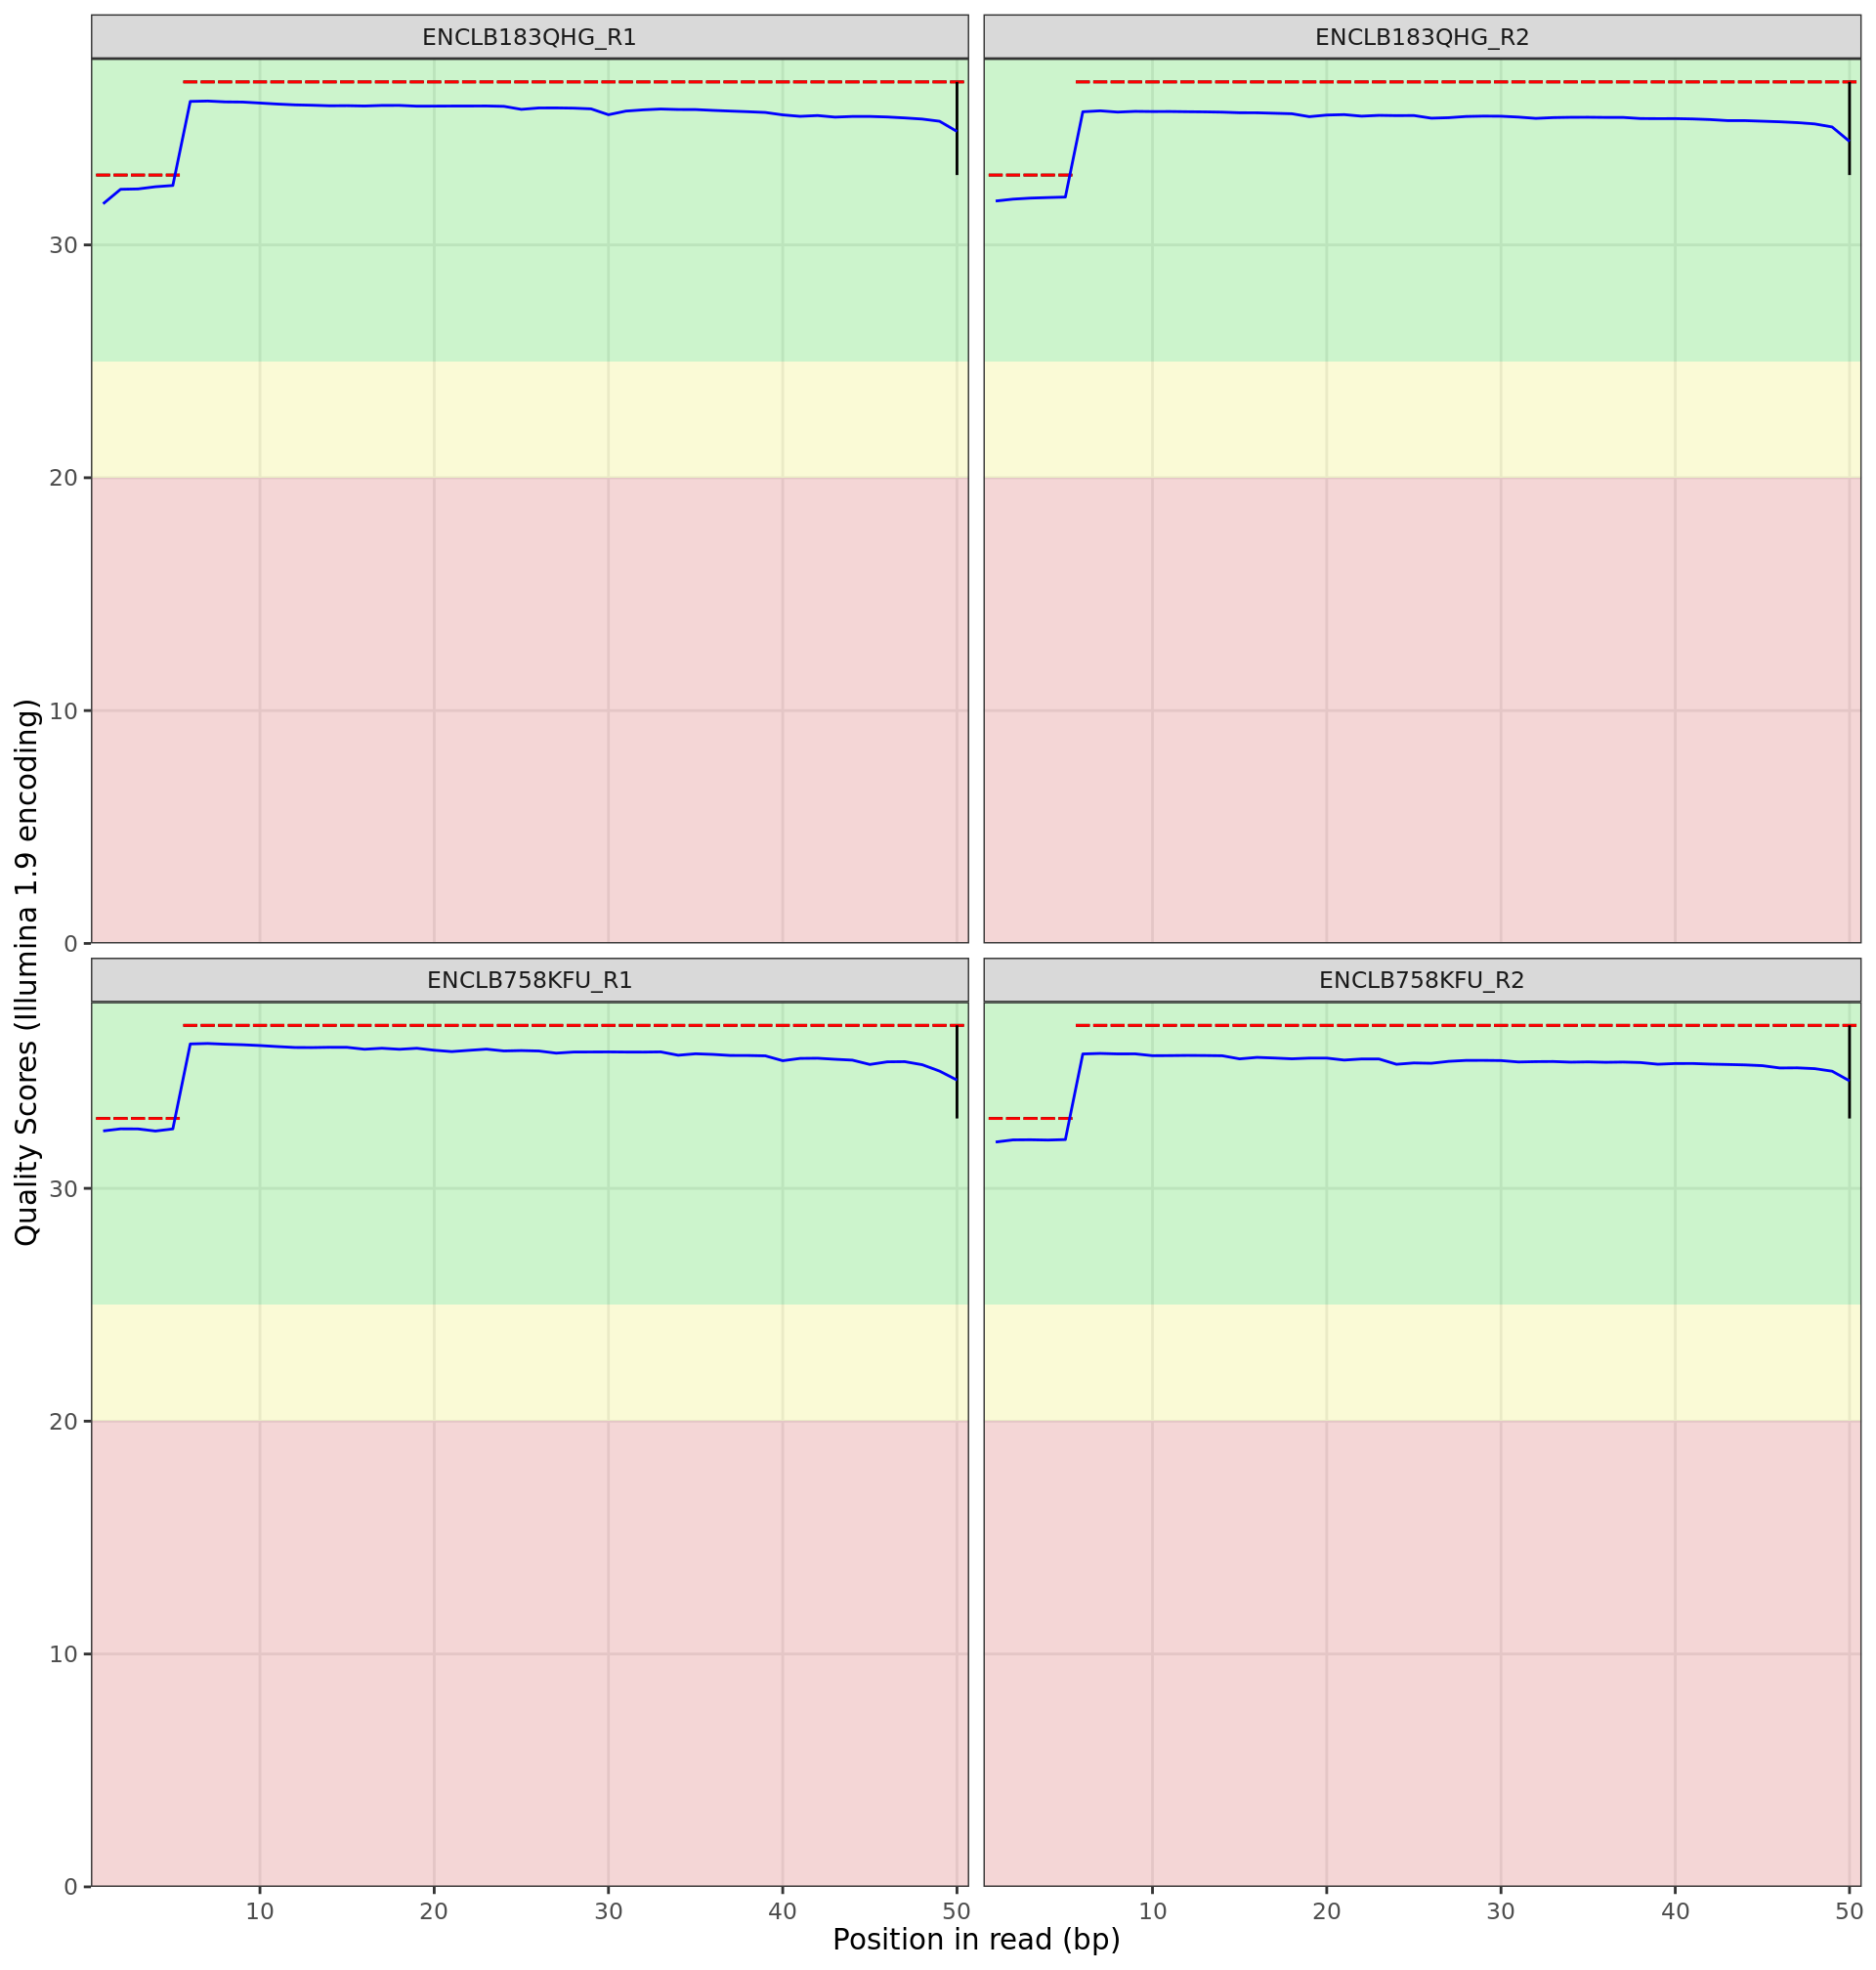 ENCLB183QHG_R1
ENCLB183QHG_R2
30
20
10
0
ENCLB758KFU_R1
ENCLB758KFU_R2
30
20
10
0
Quality Scores (Illumina 1.9 encoding)
10 20 30 40 50
10 20 30 40 50
Position in read (bp)